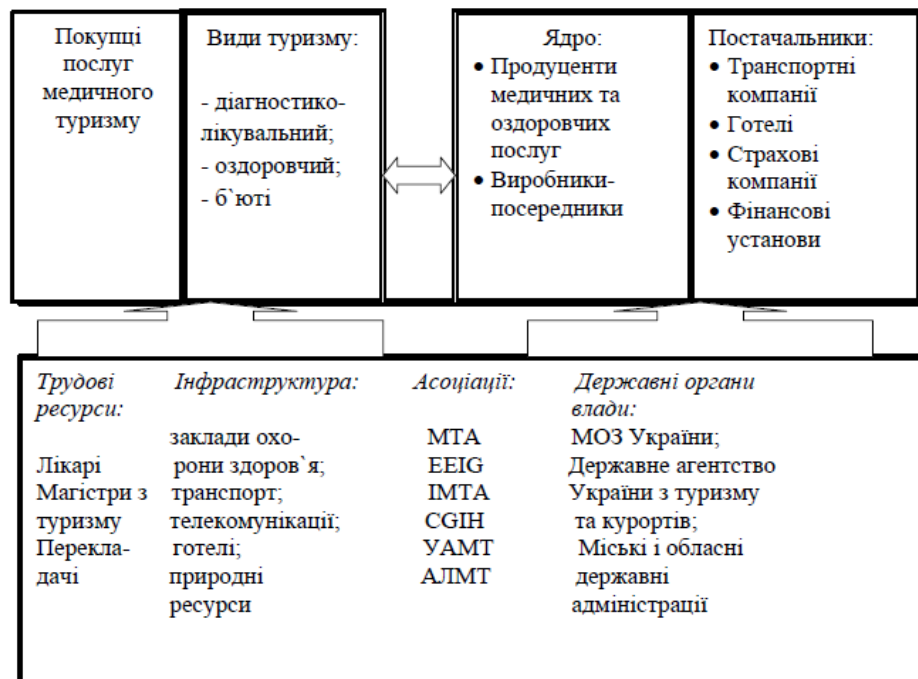 Покупці
послуг
медичного
туризму
Види туризму:
- діагностико-
лікувальний;
- оздоровчий;
- б`юті
Ядро:
• Продуценти
медичних та
оздоровчих
послуг
• Виробники-
посередники
Постачальники:
• Транспортні
компанії
• Готелі
• Страхові
компанії
• Фінансові
установи
Трудові
ресурси:
Лікарі
Магістри з
туризму
Перекла-
дачі
Інфраструктура:
заклади охо-
рони здоров`я;
транспорт;
телекомунікації;
готелі;
природні
ресурси
Асоціації:
МТА
EEIG
IMTA
CGIH
УАМТ
АЛМТ
Державні органи
влади:
МОЗ України;
Державне агентство
України з туризму
та курортів;
Міські і обласні
державні
адміністрації